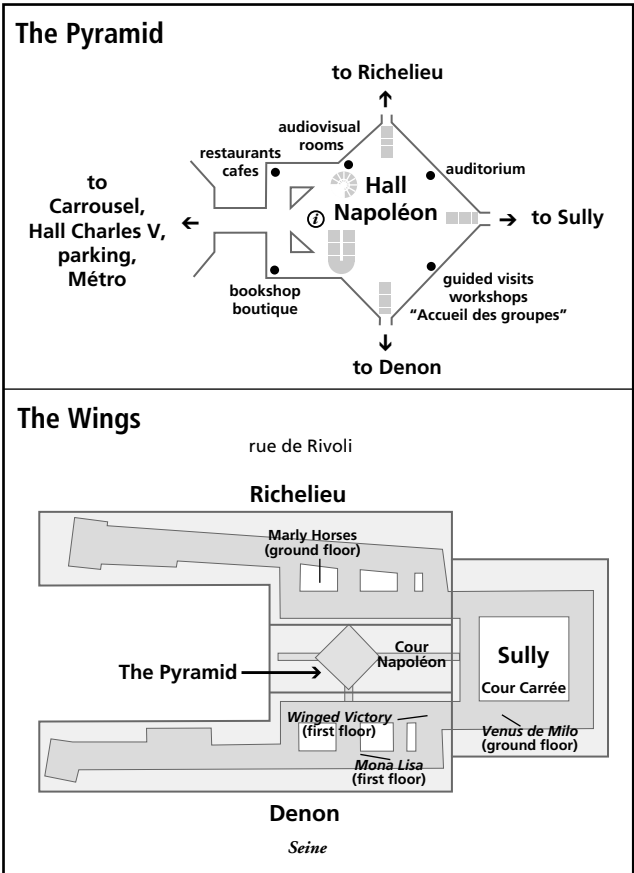 The Pyramid
to Richelieu
audiovisual
rooms
restaurants
cafes
auditorium
to
Carrousel,
Hall Charles V,
parking,
Métro
i
Hall
Napoléon
to Sully
bookshop
boutique
guided visits
workshops
“Accueil des groupes”
to Denon
The Wings
rue de Rivoli
Richelieu
Marly Horses
(ground floor)
Cour
Napoléon
The Pyramid
Sully
Cour Carrée
Winged Victory
(first floor)
Venus de Milo
(ground floor)
Mona Lisa
(first floor)
Denon
Seine